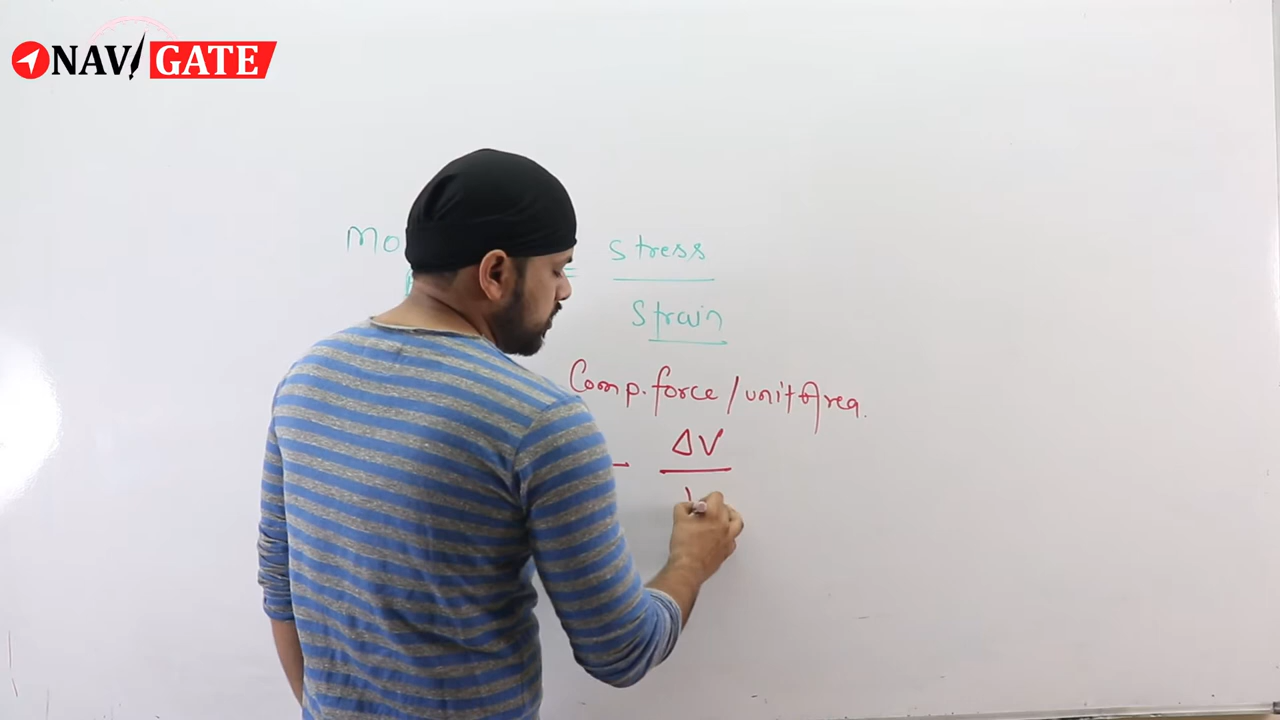 NAVIGATE
Mo
= stress
strain
Comp. force / unit Area.
- ΔV